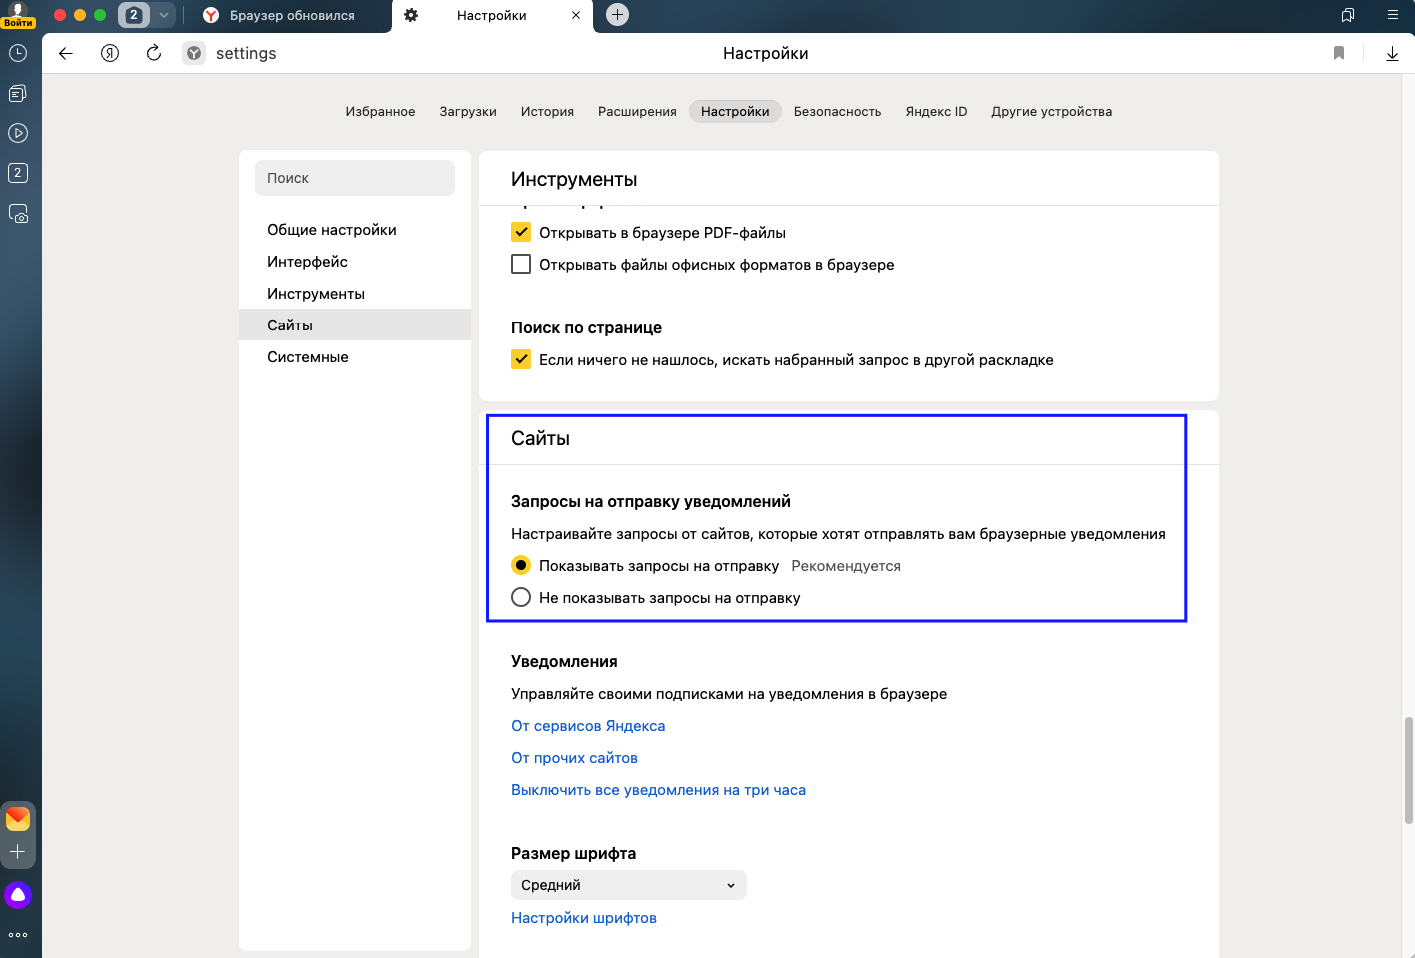 Войти
2
Браузер обновился
Настройки
settings
Настройки
2
Избранное
Загрузки
История
Расширения
Настройки
Безопасность
Яндекс ID
Другие устройства
Поиск
Общие настройки
Интерфейс
Инструменты
Сайты
Системные
Инструменты
Открывать в браузере PDF-файлы
Открывать файлы офисных форматов в браузере
Поиск по странице
Если ничего не нашлось, искать набранный запрос в другой раскладке
Сайты
Запросы на отправку уведомлений
Настраивайте запросы от сайтов, которые хотят отправлять вам браузерные уведомления
Показывать запросы на отправку Рекомендуется
Не показывать запросы на отправку
Уведомления
Управляйте своими подписками на уведомления в браузере
От сервисов Яндекса
От прочих сайтов
Выключить все уведомления на три часа
Размер шрифта
Средний
Настройки шрифтов